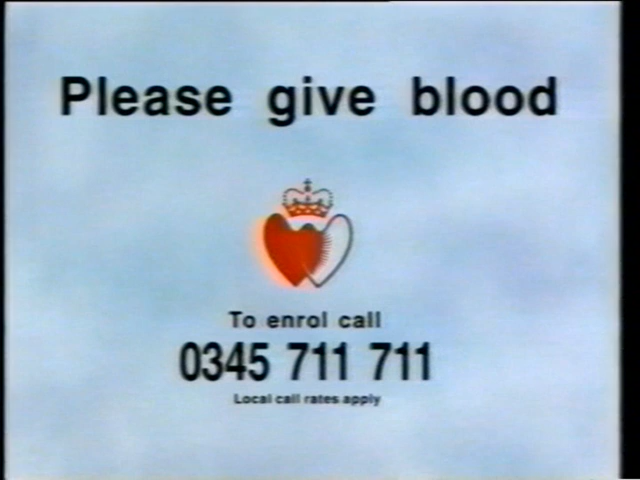 Please give blood
To enrol call
0345 711 711
Local call rates apply